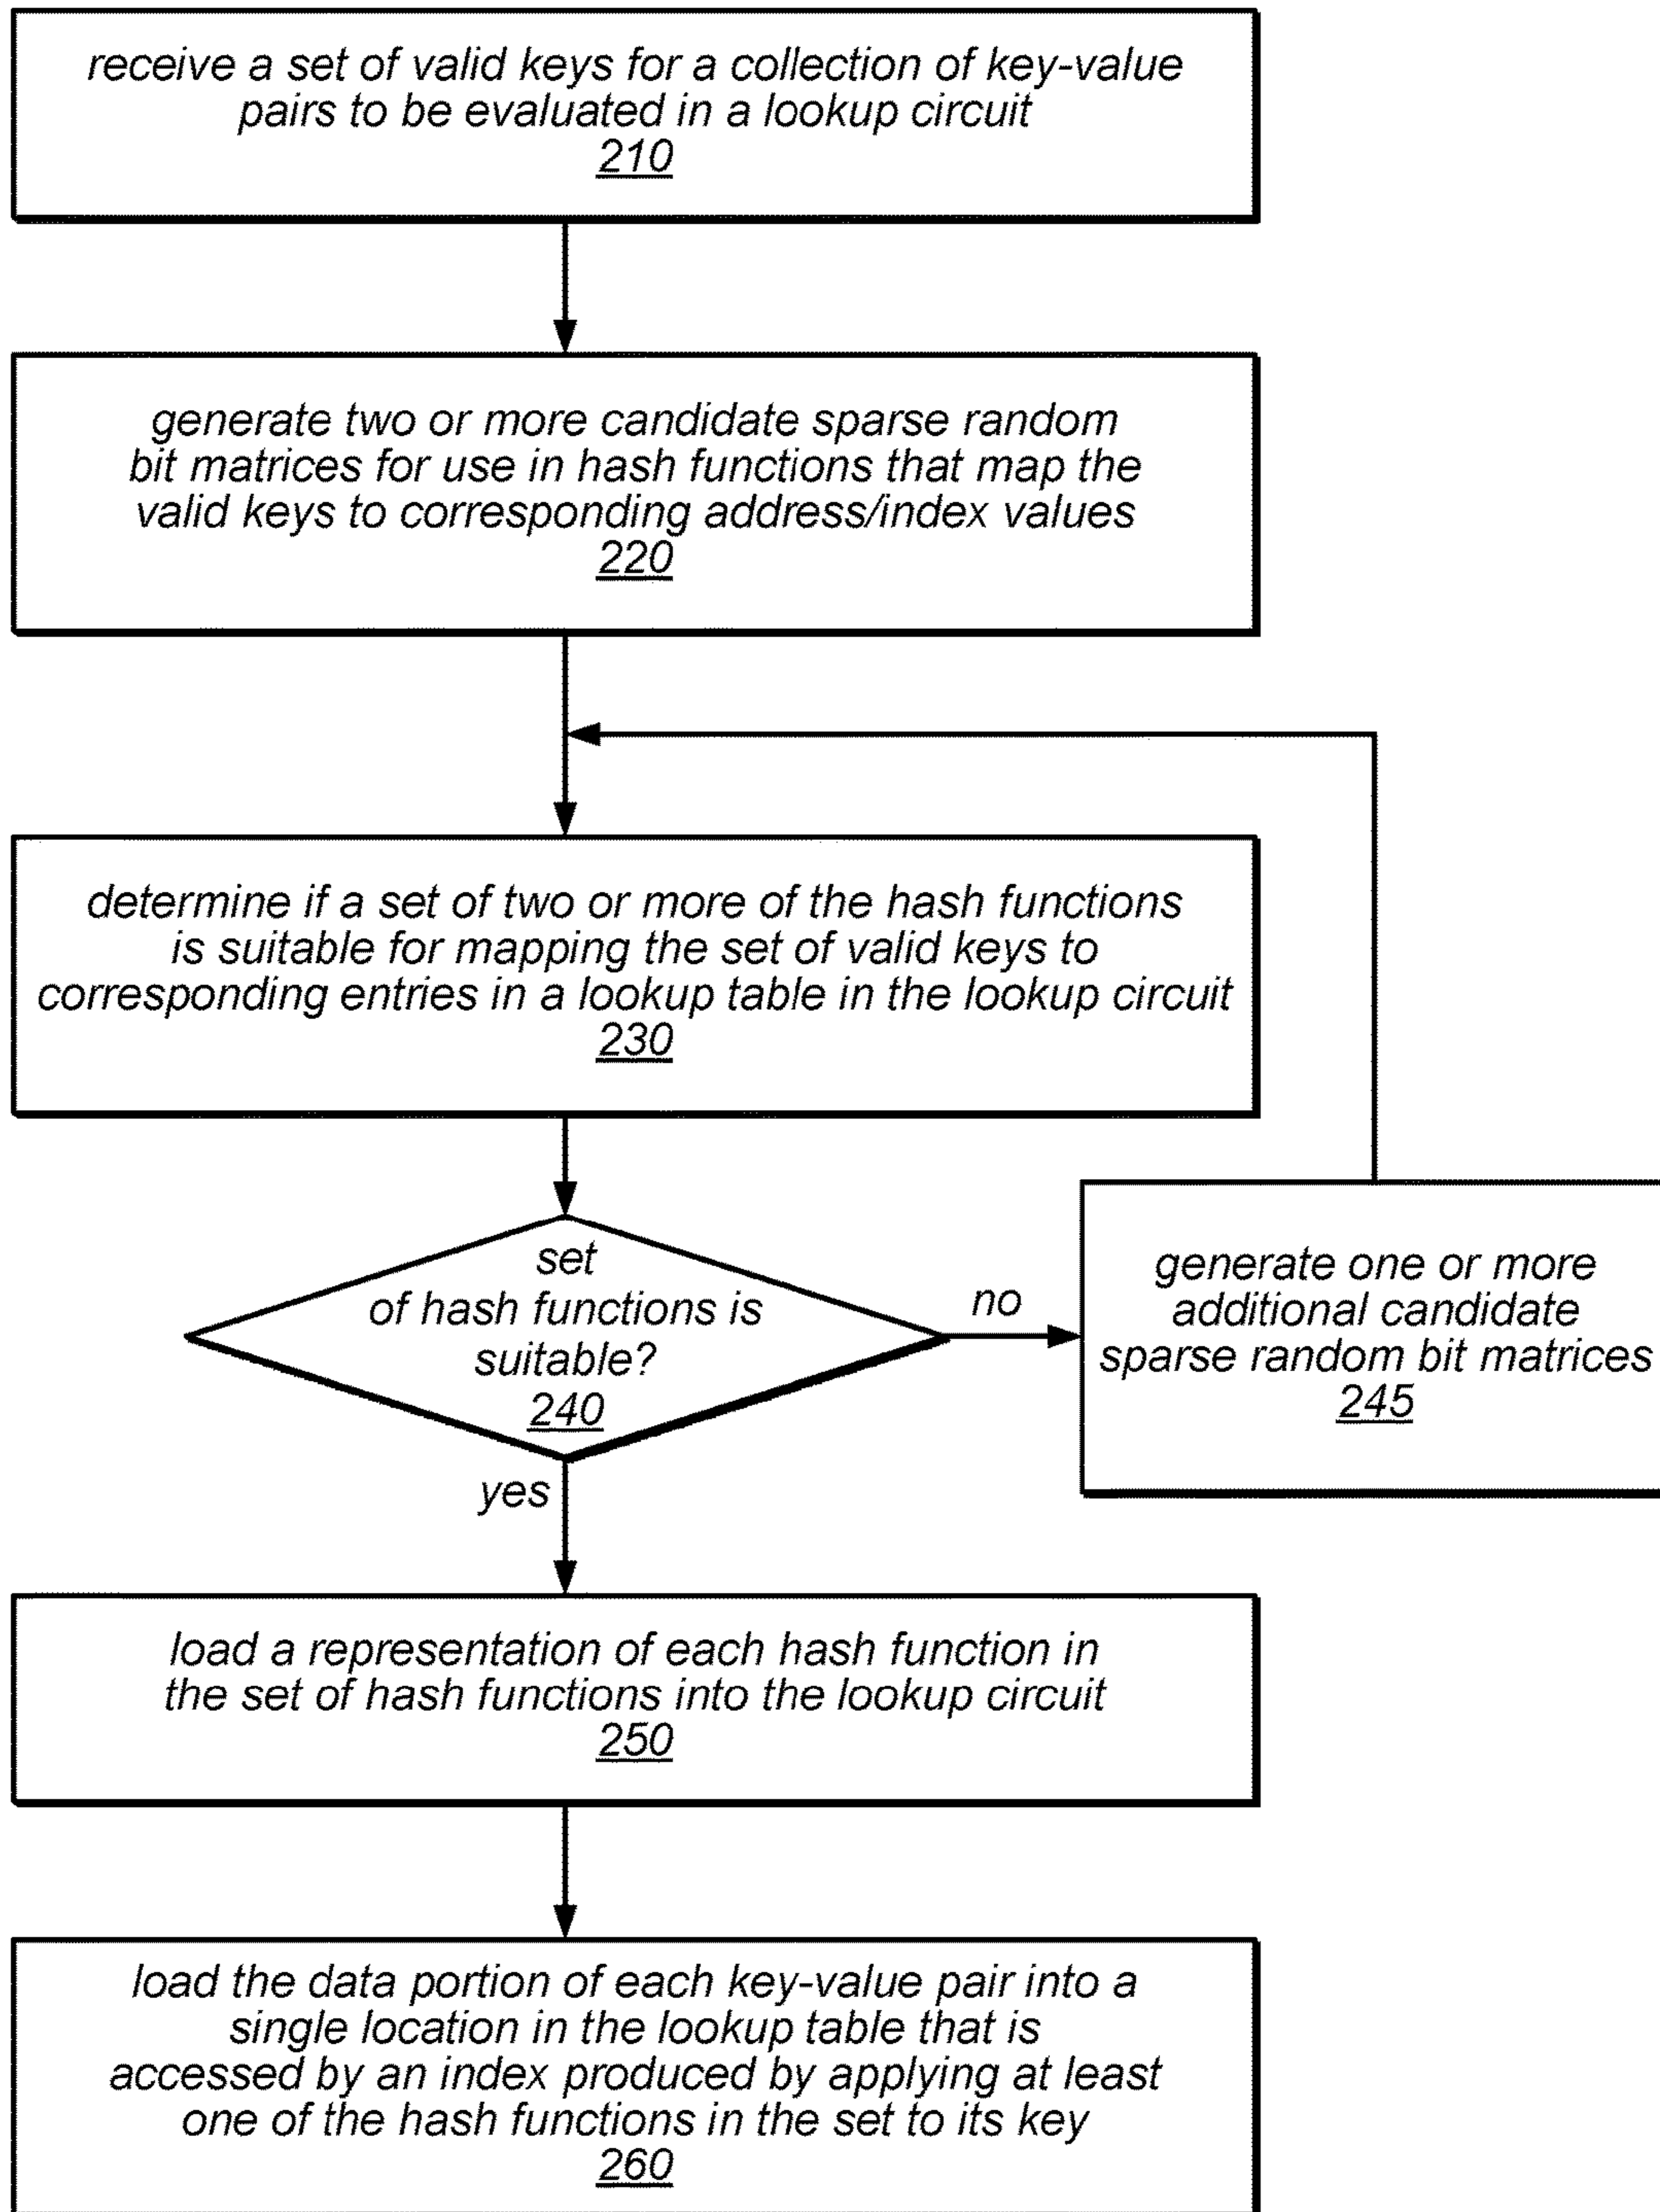 receive a set of valid keys for a collection of key-value
pairs to be evaluated in a lookup circuit
210
generate two or more candidate sparse random
bit matrices for use in hash functions that map the
valid keys to corresponding address/index values
220
determine if a set of two or more of the hash functions
is suitable for mapping the set of valid keys to
corresponding entries in a lookup table in the lookup circuit
230
set
of hash functions is
suitable?
240
no
generate one or more
additional candidate
sparse random bit matrices
245
yes
load a representation of each hash function in
the set of hash functions into the lookup circuit
250
load the data portion of each key-value pair into a
single location in the lookup table that is
accessed by an index produced by applying at least
one of the hash functions in the set to its key
260